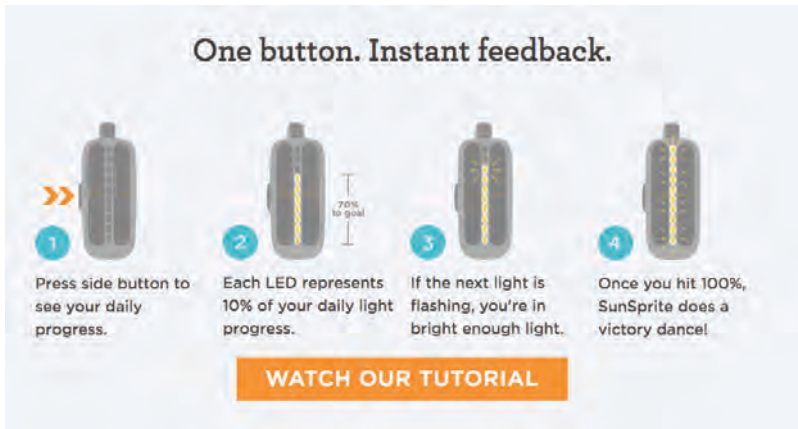 One button. Instant feedback.
70%
to goal
1
2
3
4
Press side button to
see your daily
progress.
Each LED represents
10% of your daily light
progress.
If the next light is
flashing, you're in
bright enough light.
Once you hit 100%,
SunSprite does a
victory dance!
WATCH OUR TUTORIAL